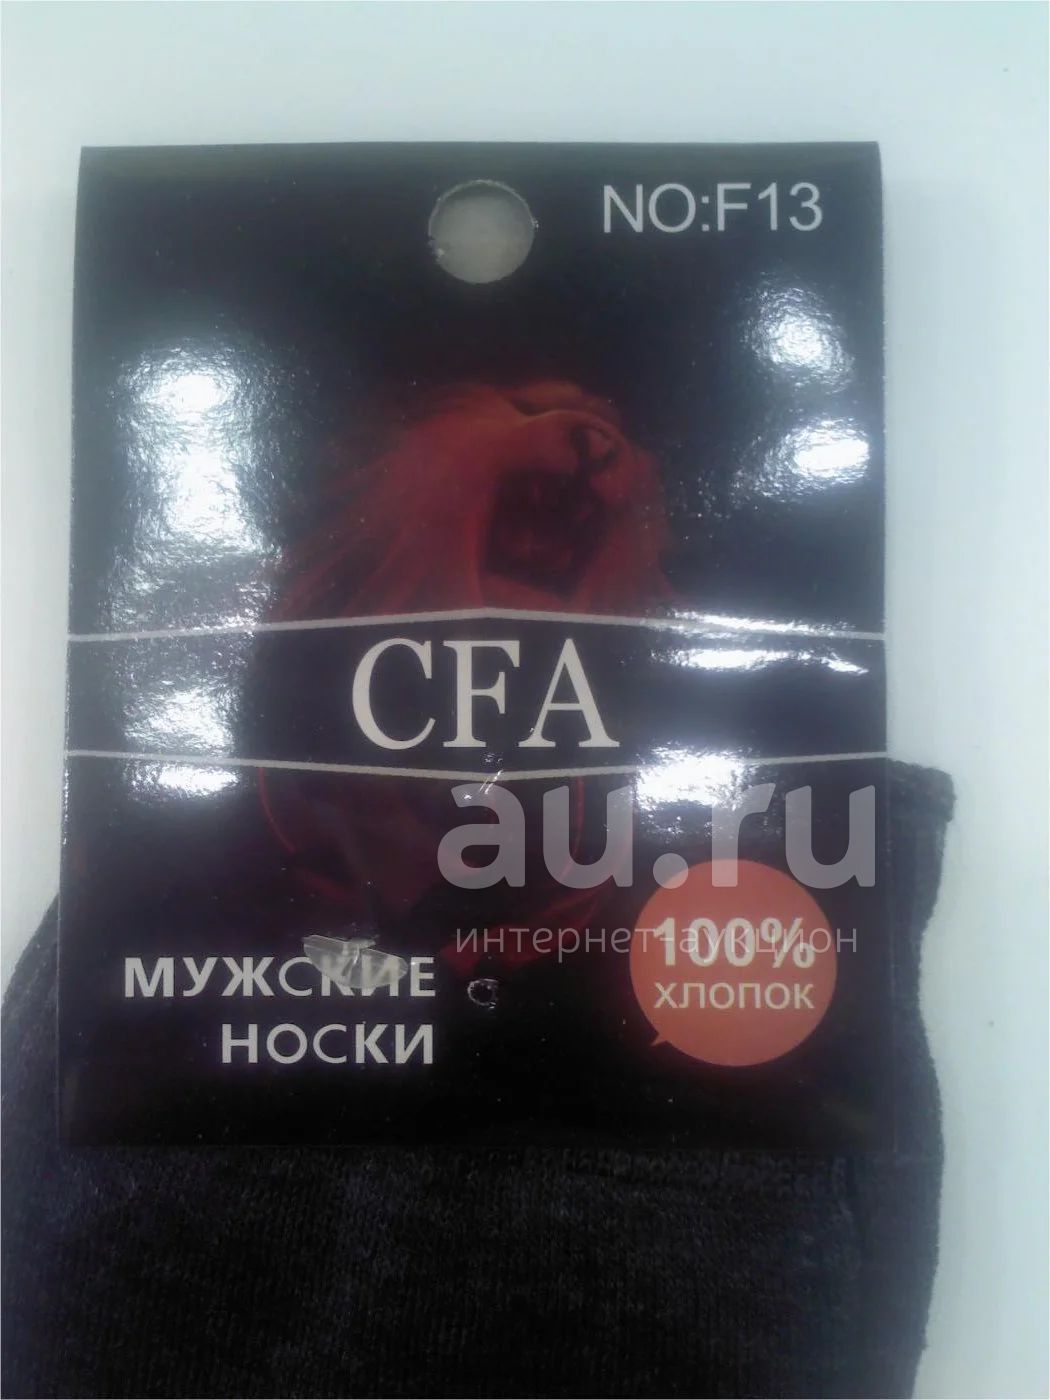 NO:F13
CFA
au.ru
интернет-аукцион
100%
ХЛОПОК
МУЖСКИЕ
НОСКИ